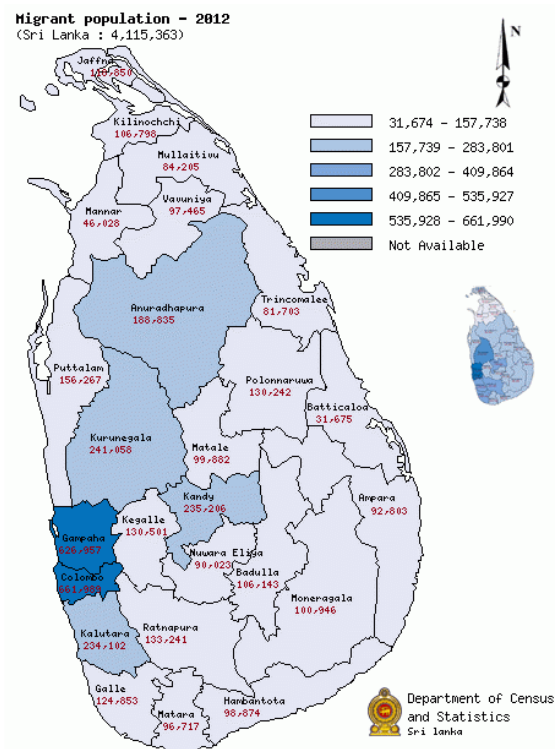 Migrant population - 2012
(Sri Lanka : 4,115,363)
N
Jaffna
110,850
Kilinochchi
106,798
Mullaitivu
84,205
Vavuniya
97,465
Mannar
46,028
31,674 - 157,738
157,739 - 283,801
283,802 - 409,864
409,865 - 535,927
535,928 - 661,990
Not Available
Anuradhapura
188,835
Trincomalee
81,703
Puttalam
156,267
Polonnaruwa
130,242
Batticaloa
31,675
Kurunegala
241,058
Matale
99,882
Kandy
235,206
Ampara
92,803
Gampaha
626,957
Kegalle
130,501
Nuwara Eliya
90,023
Badulla
106,143
Colombo
661,989
Moneragala
100,946
Kalutara
234,102
Ratnapura
133,241
Galle
124,853
Matara
96,717
Hambantota
98,874
Department of Census
and Statistics
Sri lanka